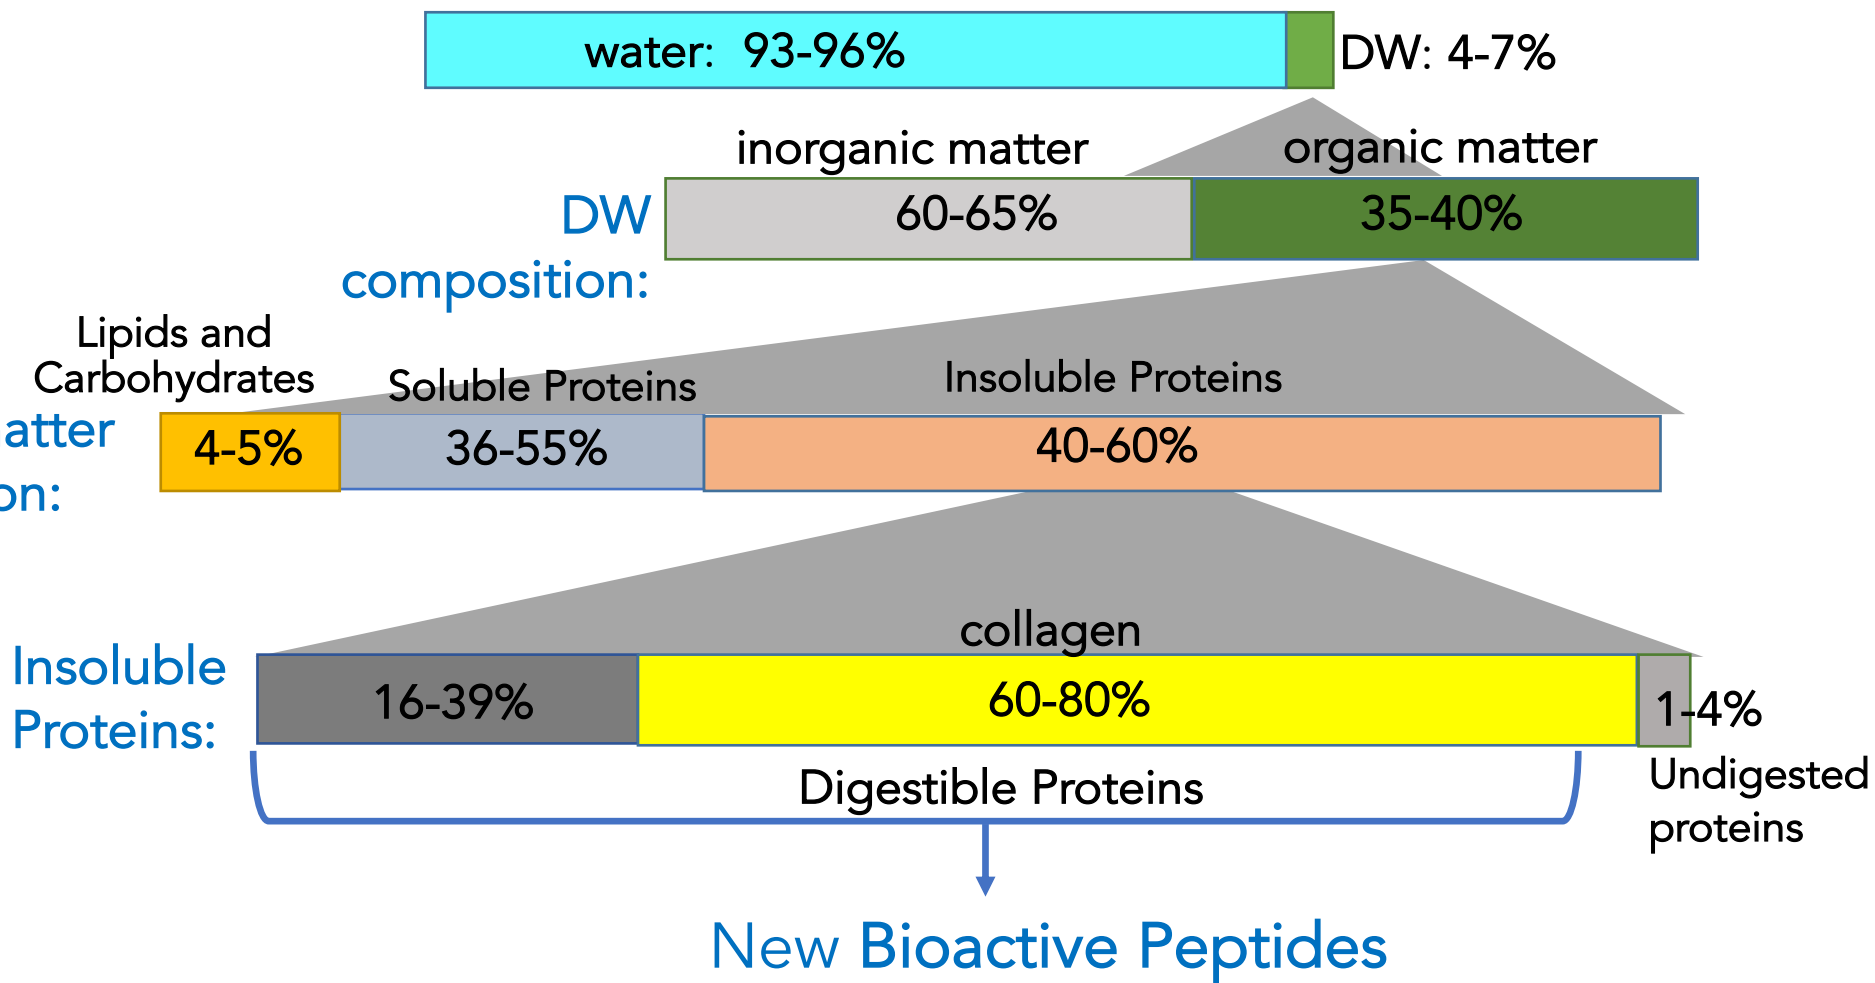 water: 93-96%
DW: 4-7%
inorganic matter
organic matter
DW
composition:
60-65%
35-40%
Lipids and
Carbohydrates
Soluble Proteins
Insoluble Proteins
atter
on:
4-5%
36-55%
40-60%
collagen
Insoluble
Proteins:
16-39%
60-80%
1-4%
Digestible Proteins
Undigested
proteins
New Bioactive Peptides